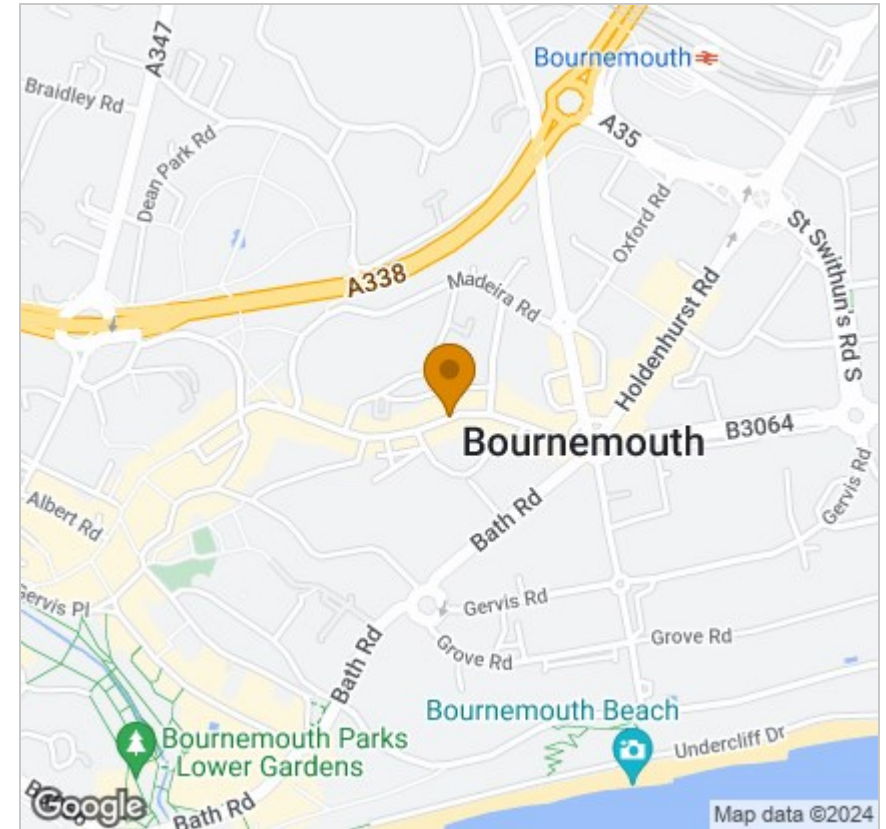 A347
Bournemouth
Braidley Rd
A35
Dean Park Rd
Oxford Rd
St Swithun's Rd S
A338
Madeira Rd
Holdenhurst Rd
Bournemouth
B3064
Gervis Rd
Albert Rd
Bath Rd
Gervis Pl
Gervis Rd
Grove Rd
Grove Rd
Bath Rd
Bournemouth Beach
Undercliff Dr
Bournemouth Parks
- Lower Gardens
Bath Rd
Google
Map data ©2024